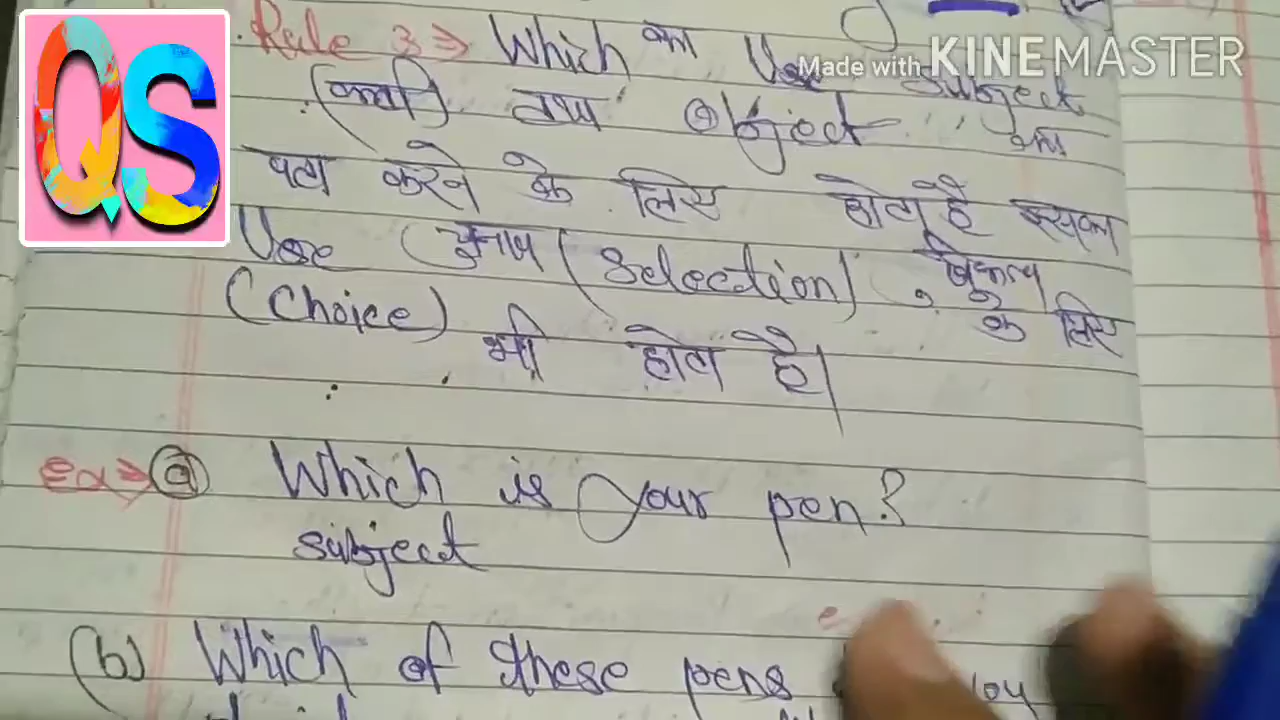 QS
Made with KINEMASTER
Rule 3 ⇒ Which का Use Subject
(कर्ता) तथा Object का
पता करने के लिए होता है इसका
Use चुनाव (Selection) विकल्प
(Choice) के लिए
भी होता है।
ex ⇒ (a) Which is your pen?
subject
(b) Which of these pens you